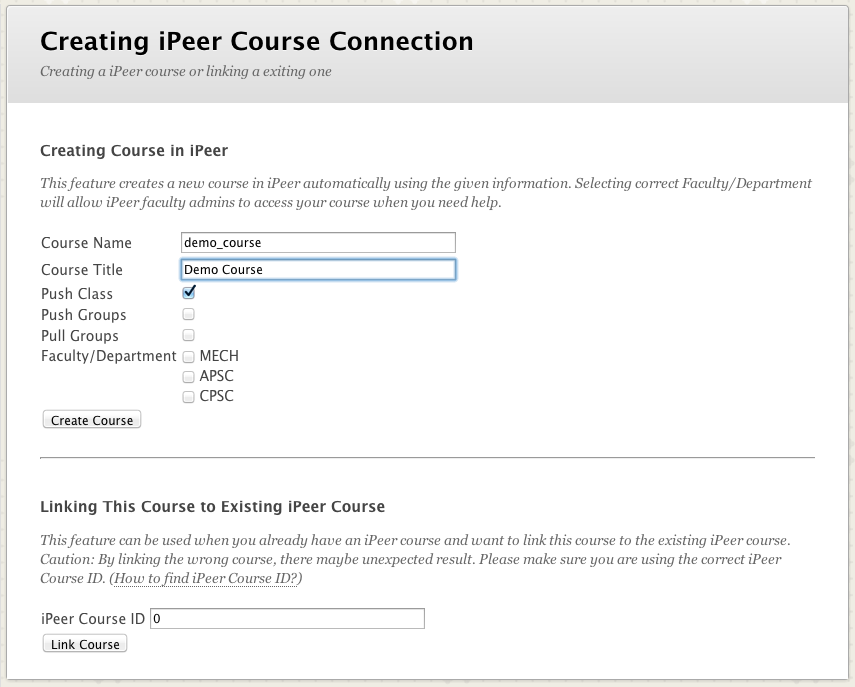 Creating iPeer Course Connection
Creating a iPeer course or linking a exiting one
Creating Course in iPeer
This feature creates a new course in iPeer automatically using the given information. Selecting correct Faculty/Department
will allow iPeer faculty admins to access your course when you need help.
Course Name demo_course
Course Title Demo Course
Push Class
Push Groups
Pull Groups
Faculty/Department MECH
APSC
CPSC
Create Course
Linking This Course to Existing iPeer Course
This feature can be used when you already have an iPeer course and want to link this course to the existing iPeer course.
Caution: By linking the wrong course, there maybe unexpected result. Please make sure you are using the correct iPeer
Course ID. (How to find iPeer Course ID?)
iPeer Course ID 0
Link Course